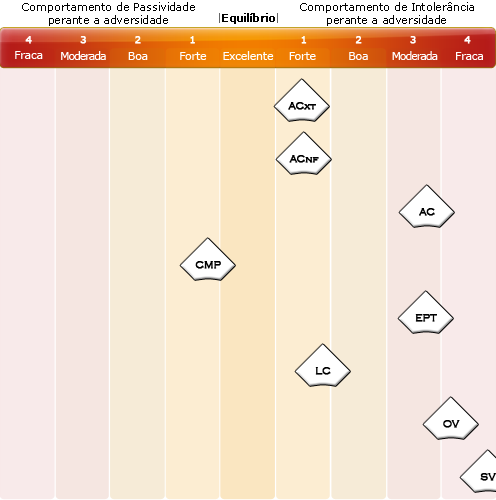 Comportamento de Passividade
perante a adversidade
|Equilíbrio|
Comportamento de Intolerância
perante a adversidade
4 3 2 1 1 2 3 4
Fraca Moderada Boa Forte Excelente Forte Boa Moderada Fraca
ACXT
ACNF
AC
CMP
EPT
LC
OV
SV